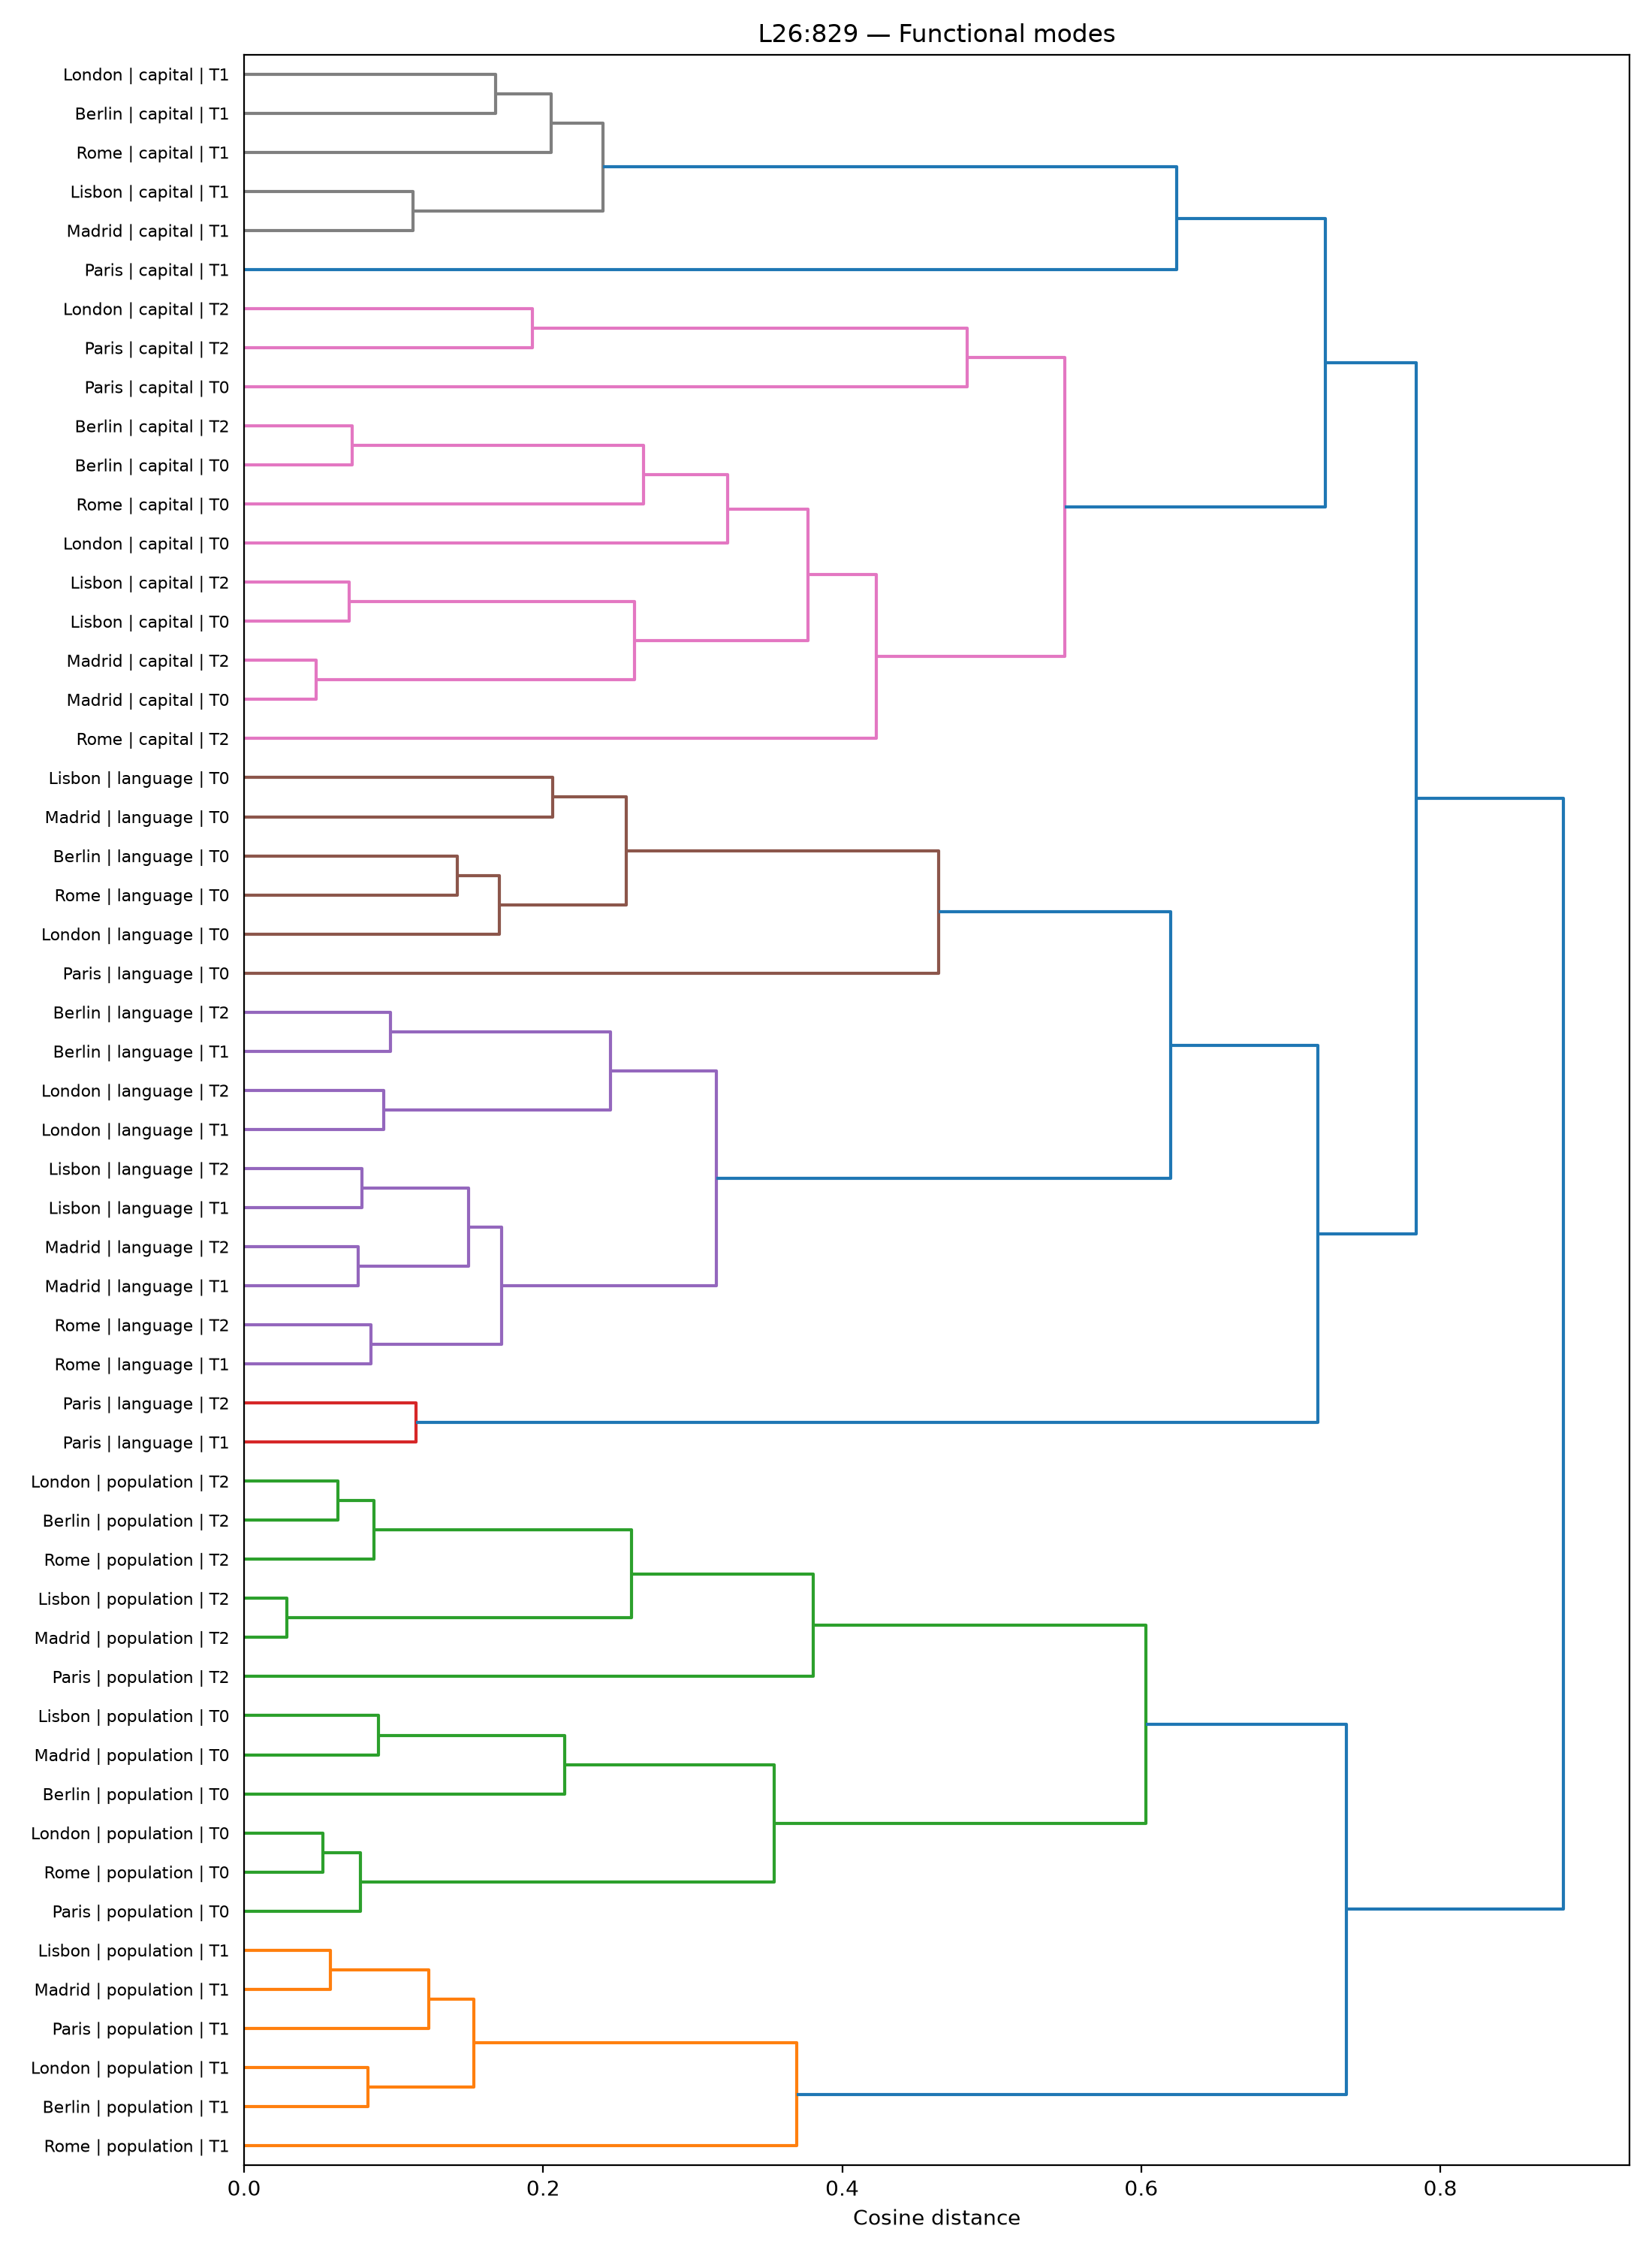 L26:829 — Functional modes
London | capital | T1
Berlin | capital | T1
Rome | capital | T1
Lisbon | capital | T1
Madrid | capital | T1
Paris | capital | T1
London | capital | T2
Paris | capital | T2
Paris | capital | T0
Berlin | capital | T2
Berlin | capital | T0
Rome | capital | T0
London | capital | T0
Lisbon | capital | T2
Lisbon | capital | T0
Madrid | capital | T2
Madrid | capital | T0
Rome | capital | T2
Lisbon | language | T0
Madrid | language | T0
Berlin | language | T0
Rome | language | T0
London | language | T0
Paris | language | T0
Berlin | language | T2
Berlin | language | T1
London | language | T2
London | language | T1
Lisbon | language | T2
Lisbon | language | T1
Madrid | language | T2
Madrid | language | T1
Rome | language | T2
Rome | language | T1
Paris | language | T2
Paris | language | T1
London | population | T2
Berlin | population | T2
Rome | population | T2
Lisbon | population | T2
Madrid | population | T2
Paris | population | T2
Lisbon | population | T0
Madrid | population | T0
Berlin | population | T0
London | population | T0
Rome | population | T0
Paris | population | T0
Lisbon | population | T1
Madrid | population | T1
Paris | population | T1
London | population | T1
Berlin | population | T1
Rome | population | T1
0.0 0.2 0.4 0.6 0.8
Cosine distance